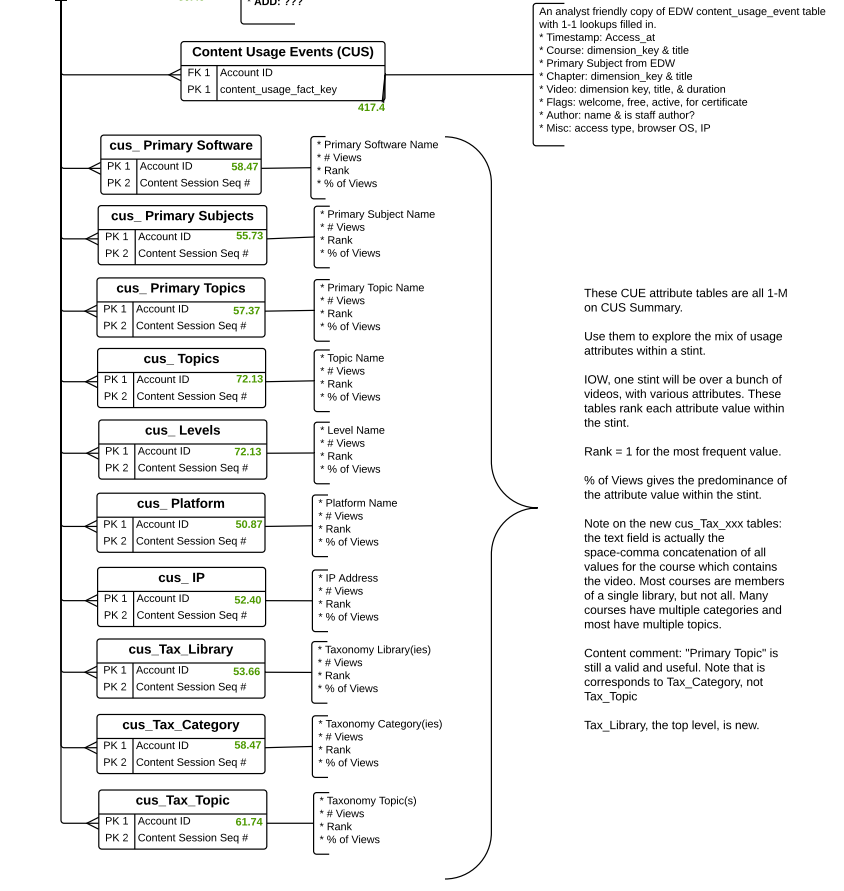 * ADD: ???
An analyst friendly copy of EDW content_usage_event table
with 1-1 lookups filled in.
* Timestamp: Access_at
* Course: dimension_key & title
* Primary Subject from EDW
* Chapter: dimension_key & title
* Video: dimension key, title, & duration
* Flags: welcome, free, active, for certificate
* Author: name & is staff author?
* Misc: access type, browser OS, IP
Content Usage Events (CUS)
FK 1 Account ID
PK 1 content_usage_fact_key
417.4
cus_ Primary Software
PK 1 Account ID 58.47
PK 2 Content Session Seq #
* Primary Software Name
* # Views
* Rank
* % of Views
cus_ Primary Subjects
PK 1 Account ID 55.73
PK 2 Content Session Seq #
* Primary Subject Name
* # Views
* Rank
* % of Views
cus_ Primary Topics
PK 1 Account ID 57.37
PK 2 Content Session Seq #
* Primary Topic Name
* # Views
* Rank
* % of Views
cus_ Topics
PK 1 Account ID 72.13
PK 2 Content Session Seq #
* Topic Name
* # Views
* Rank
* % of Views
cus_ Levels
PK 1 Account ID 72.13
PK 2 Content Session Seq #
* Level Name
* # Views
* Rank
* % of Views
cus_ Platform
PK 1 Account ID 50.87
PK 2 Content Session Seq #
* Platform Name
* # Views
* Rank
* % of Views
cus_ IP
PK 1 Account ID 52.40
PK 2 Content Session Seq #
* IP Address
* # Views
* Rank
* % of Views
cus_Tax_Library
PK 1 Account ID 53.66
PK 2 Content Session Seq #
* Taxonomy Library(ies)
* # Views
* Rank
* % of Views
cus_Tax_Category
PK 1 Account ID 58.47
PK 2 Content Session Seq #
* Taxonomy Category(ies)
* # Views
* Rank
* % of Views
cus_Tax_Topic
PK 1 Account ID 61.74
PK 2 Content Session Seq #
* Taxonomy Topic(s)
* # Views
* Rank
* % of Views
These CUE attribute tables are all 1-M
on CUS Summary.
Use them to explore the mix of usage
attributes within a stint.
IOW, one stint will be over a bunch of
videos, with various attributes. These
tables rank each attribute value within
the stint.
Rank = 1 for the most frequent value.
% of Views gives the predominance of
the attribute value within the stint.
Note on the new cus_Tax_xxx tables:
the text field is actually the
space-comma concatenation of all
values for the course which contains
the video. Most courses are members
of a single library, but not all. Many
courses have multiple categories and
most have multiple topics.
Content comment: "Primary Topic" is
still a valid and useful. Note that is
corresponds to Tax_Category, not
Tax_Topic
Tax_Library, the top level, is new.